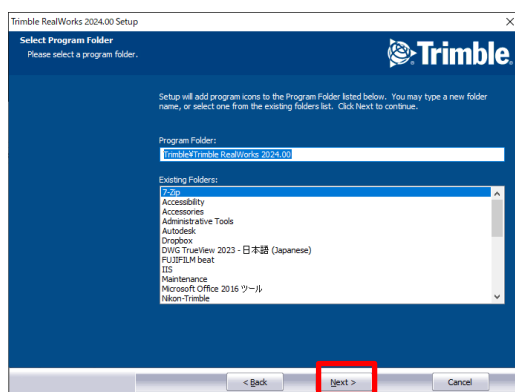 Trimble RealWorks 2024.00 Setup
Select Program Folder
Please select a program folder.
Trimble
Setup will add program icons to the Program Folder listed below. You may type a new folder
name, or select one from the existing folders list. Click Next to continue.
Program Folder:
Trimble¥Trimble RealWorks 2024.00
Existing Folders:
7-Zip
Accessibility
Accessories
Administrative Tools
Autodesk
Dropbox
DWG TrueView 2023 - 日本語 (Japanese)
FUJIFILM beat
IIS
Maintenance
Microsoft Office 2016 ツール
Nikon-Trimble
< Back
Next >
Cancel